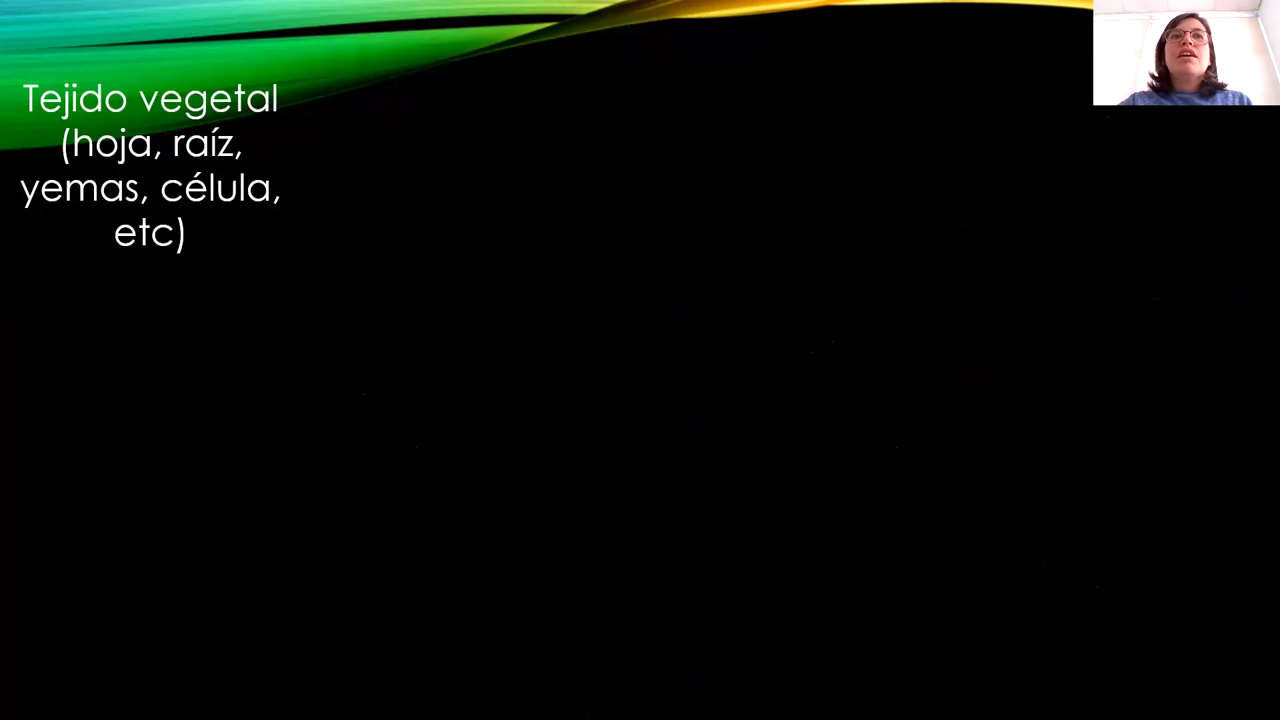 Tejido vegetal
(hoja, raíz,
yemas, célula,
etc)